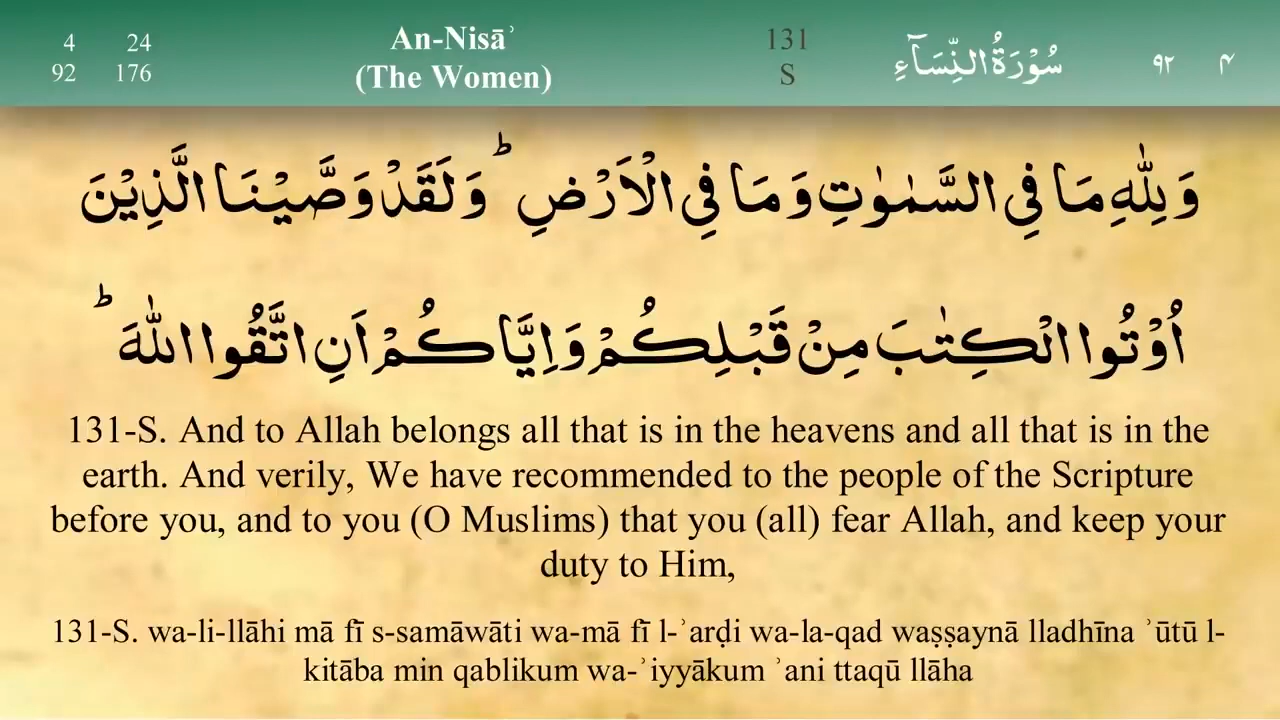 4 24 An-Nisāʾ 131 سُوْرَةُ النِّسَآءِ ٩٢ ٤
92 176 (The Women) S
وَلِلّٰهِ مَا فِي السَّمٰوٰتِ وَمَا فِي الْاَرْضِ ؕ وَلَقَدْ وَصَّيْنَا الَّذِيْنَ
اُوْتُوا الْكِتٰبَ مِنْ قَبْلِكُمْ وَاِيَّاكُمْ اَنِ اتَّقُوا اللّٰهَ ؕ
131-S. And to Allah belongs all that is in the heavens and all that is in the
earth. And verily, We have recommended to the people of the Scripture
before you, and to you (O Muslims) that you (all) fear Allah, and keep your
duty to Him,
131-S. wa-li-llāhi mā fī s-samāwāti wa-mā fī l-ʾarḍi wa-la-qad waṣṣaynā lladhīna ʾūtū l-
kitāba min qablikum wa-ʾiyyākum ʾani ttaqū llāha